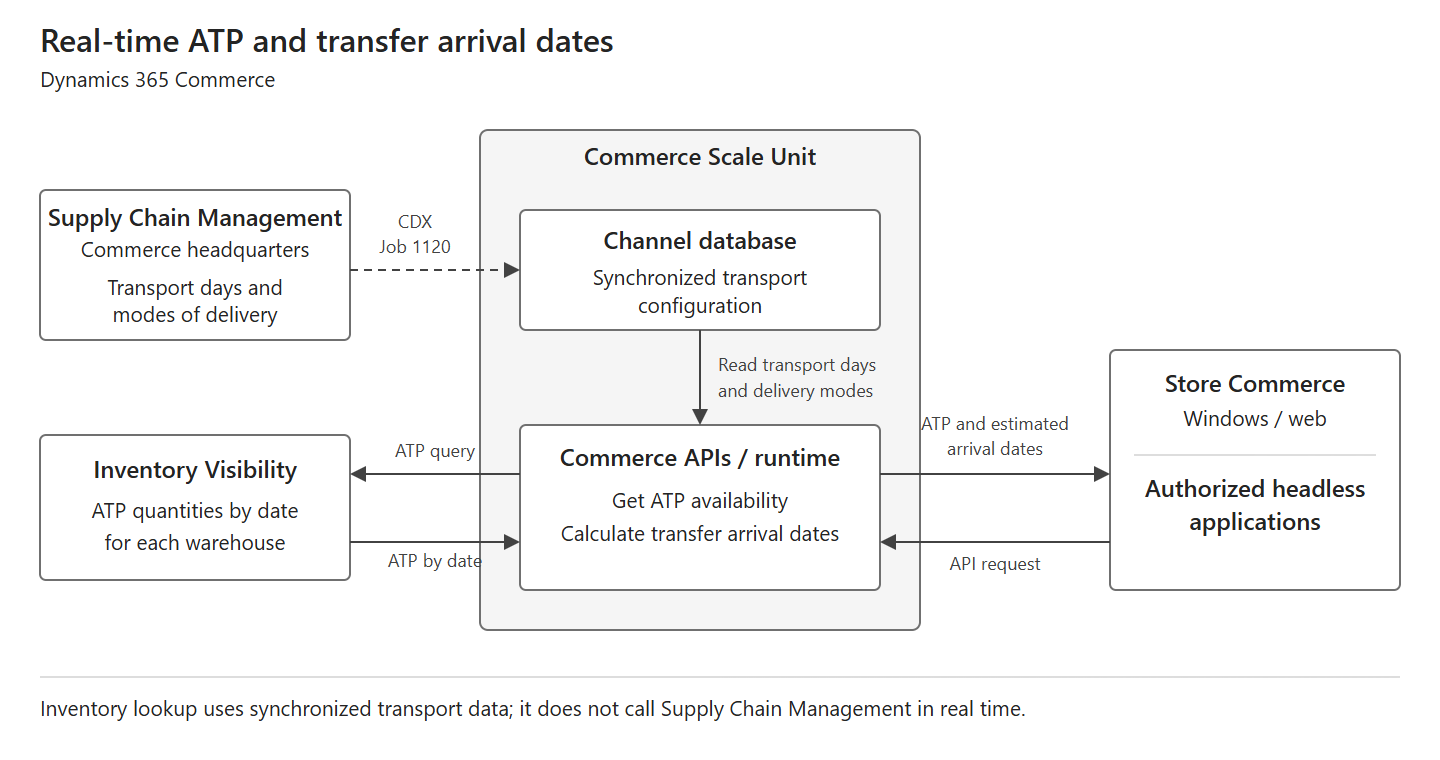 Real-time ATP and transfer arrival dates
Dynamics 365 Commerce
Commerce Scale Unit
Supply Chain Management
Commerce headquarters
Transport days and
modes of delivery
CDX
Job 1120
Channel database
Synchronized transport
configuration
Read transport days
and delivery modes
Inventory Visibility
ATP quantities by date
for each warehouse
ATP query
ATP by date
Commerce APIs / runtime
Get ATP availability
Calculate transfer arrival dates
ATP and estimated
arrival dates
API request
Store Commerce
Windows / web
Authorized headless
applications
Inventory lookup uses synchronized transport data; it does not call Supply Chain Management in real time.